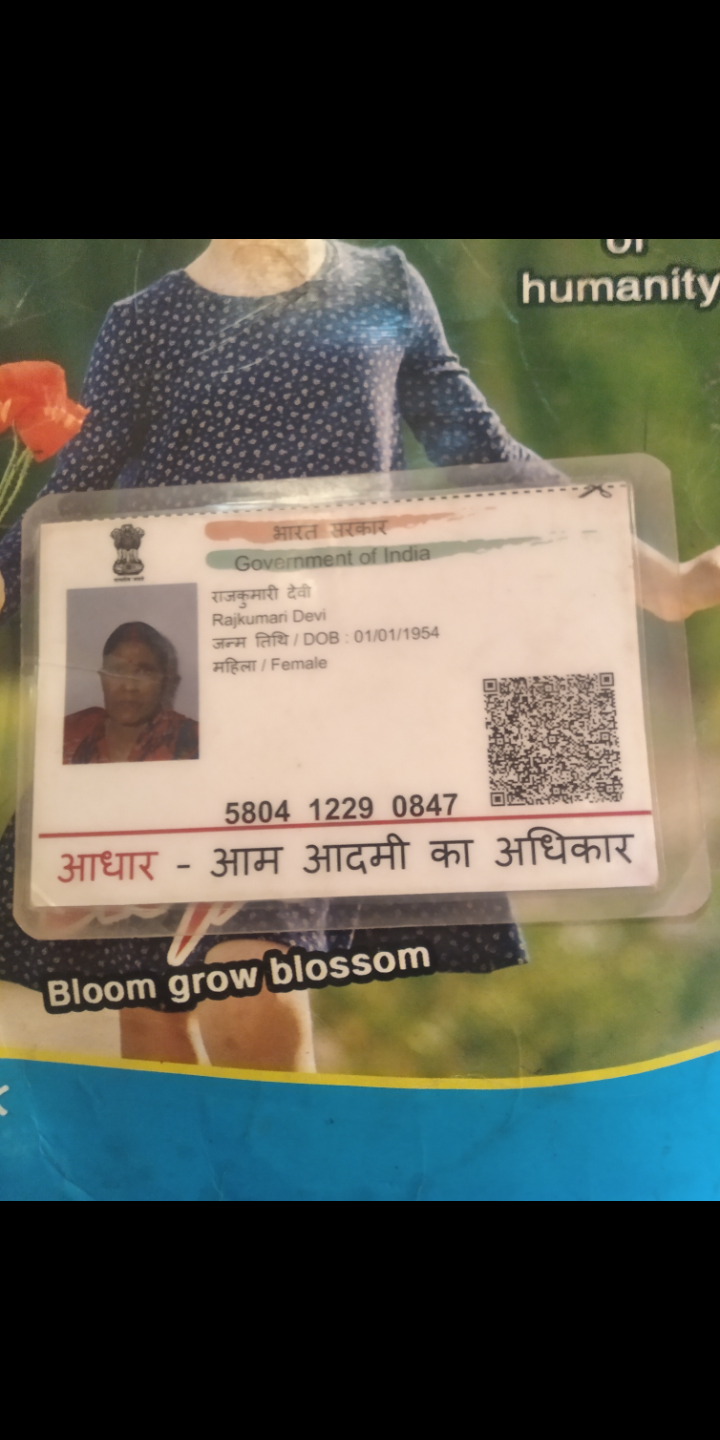 humanity
भारत सरकार
Government of India
राजकुमारी देवी
Rajkumari Devi
जन्म तिथि / DOB : 01/01/1954
महिला / Female
5804 1229 0847
आधार - आम आदमी का अधिकार
Bloom grow blossom